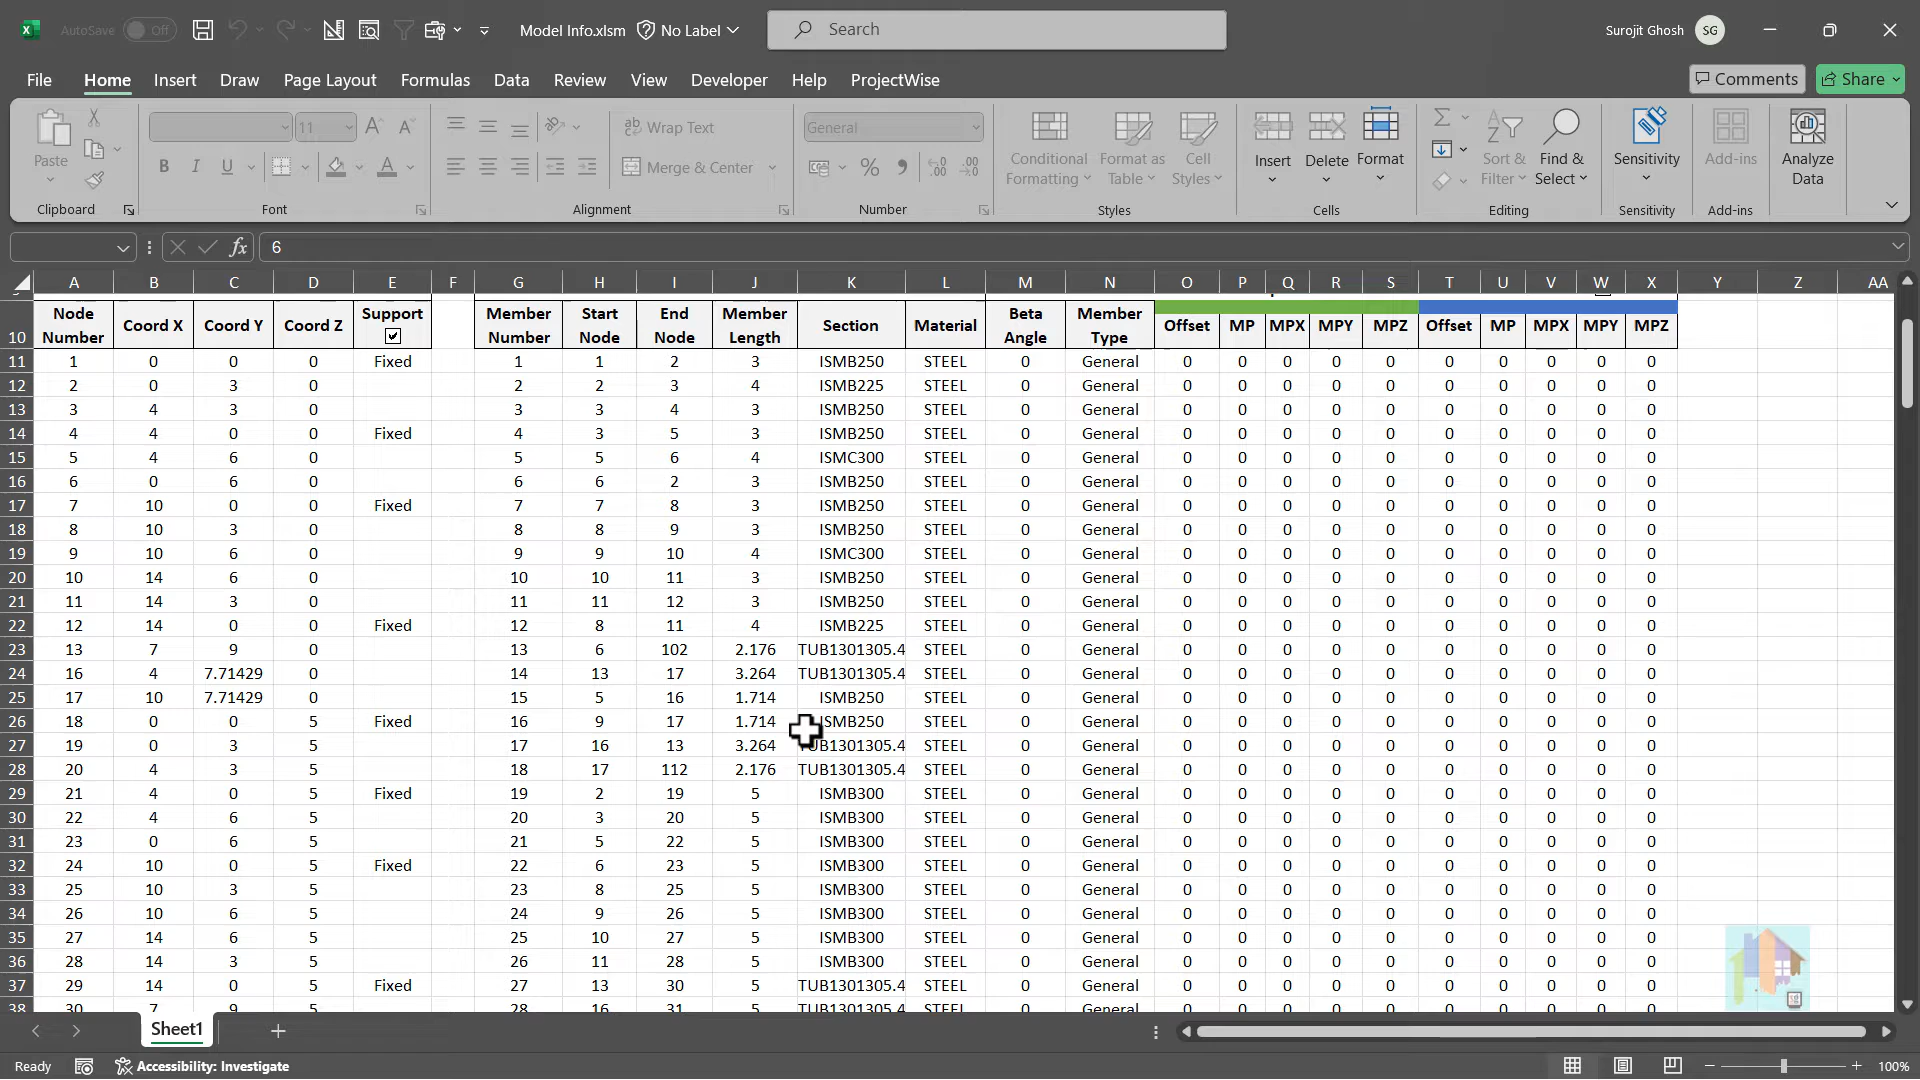 AutoSave Off Model Info.xlsm No Label Search Surojit Ghosh SG
File Home Insert Draw Page Layout Formulas Data Review View Developer Help ProjectWise Comments Share
Paste 11 Wrap Text General Conditional Formatting Format as Table Cell Styles Insert Delete Format Sort & Filter Find & Select Sensitivity Add-ins Analyze Data
Merge & Center
Clipboard Font Alignment Number Styles Cells Editing Sensitivity Add-ins
fx 6
A B C D E F G H I J K L M N O P Q R S T U V W X Y Z AA
10 Node Number Coord X Coord Y Coord Z Support Member Number Start Node End Node Member Length Section Material Beta Angle Member Type Offset MP MPX MPY MPZ Offset MP MPX MPY MPZ
11 1 0 0 0 Fixed 1 1 2 3 ISMB250 STEEL 0 General 0 0 0 0 0 0 0 0 0 0
12 2 0 3 0 2 2 3 4 ISMB225 STEEL 0 General 0 0 0 0 0 0 0 0 0 0
13 3 4 3 0 3 3 4 3 ISMB250 STEEL 0 General 0 0 0 0 0 0 0 0 0 0
14 4 4 0 0 Fixed 4 3 5 3 ISMB250 STEEL 0 General 0 0 0 0 0 0 0 0 0 0
15 5 4 6 0 5 5 6 4 ISMC300 STEEL 0 General 0 0 0 0 0 0 0 0 0 0
16 6 0 6 0 6 6 2 3 ISMB250 STEEL 0 General 0 0 0 0 0 0 0 0 0 0
17 7 10 0 0 Fixed 7 7 8 3 ISMB250 STEEL 0 General 0 0 0 0 0 0 0 0 0 0
18 8 10 3 0 8 8 9 3 ISMB250 STEEL 0 General 0 0 0 0 0 0 0 0 0 0
19 9 10 6 0 9 9 10 4 ISMC300 STEEL 0 General 0 0 0 0 0 0 0 0 0 0
20 10 14 6 0 10 10 11 3 ISMB250 STEEL 0 General 0 0 0 0 0 0 0 0 0 0
21 11 14 3 0 11 11 12 3 ISMB250 STEEL 0 General 0 0 0 0 0 0 0 0 0 0
22 12 14 0 0 Fixed 12 8 11 4 ISMB225 STEEL 0 General 0 0 0 0 0 0 0 0 0 0
23 13 7 9 0 13 6 102 2.176 TUB1301305.4 STEEL 0 General 0 0 0 0 0 0 0 0 0 0
24 16 4 7.71429 0 14 13 17 3.264 TUB1301305.4 STEEL 0 General 0 0 0 0 0 0 0 0 0 0
25 17 10 7.71429 0 15 5 16 1.714 ISMB250 STEEL 0 General 0 0 0 0 0 0 0 0 0 0
26 18 0 0 5 Fixed 16 9 17 1.714 ISMB250 STEEL 0 General 0 0 0 0 0 0 0 0 0 0
27 19 0 3 5 17 16 13 3.264 TUB1301305.4 STEEL 0 General 0 0 0 0 0 0 0 0 0 0
28 20 4 3 5 18 17 112 2.176 TUB1301305.4 STEEL 0 General 0 0 0 0 0 0 0 0 0 0
29 21 4 0 5 Fixed 19 2 19 5 ISMB300 STEEL 0 General 0 0 0 0 0 0 0 0 0 0
30 22 4 6 5 20 3 20 5 ISMB300 STEEL 0 General 0 0 0 0 0 0 0 0 0 0
31 23 0 6 5 21 5 22 5 ISMB300 STEEL 0 General 0 0 0 0 0 0 0 0 0 0
32 24 10 0 5 Fixed 22 6 23 5 ISMB300 STEEL 0 General 0 0 0 0 0 0 0 0 0 0
33 25 10 3 5 23 8 25 5 ISMB300 STEEL 0 General 0 0 0 0 0 0 0 0 0 0
34 26 10 6 5 24 9 26 5 ISMB300 STEEL 0 General 0 0 0 0 0 0 0 0 0 0
35 27 14 6 5 25 10 27 5 ISMB300 STEEL 0 General 0 0 0 0 0 0 0 0 0 0
36 28 14 3 5 26 11 28 5 ISMB300 STEEL 0 General 0 0 0 0 0 0 0 0 0 0
37 29 14 0 5 Fixed 27 13 30 5 TUB1301305.4 STEEL 0 General 0 0 0 0 0 0 0 0 0 0
38 30 7 9 5 28 16 31 5 TUB1301305.4 STEEL 0 General 0 0 0 0 0 0 0 0 0 0
Sheet1
Ready Accessibility: Investigate 100%